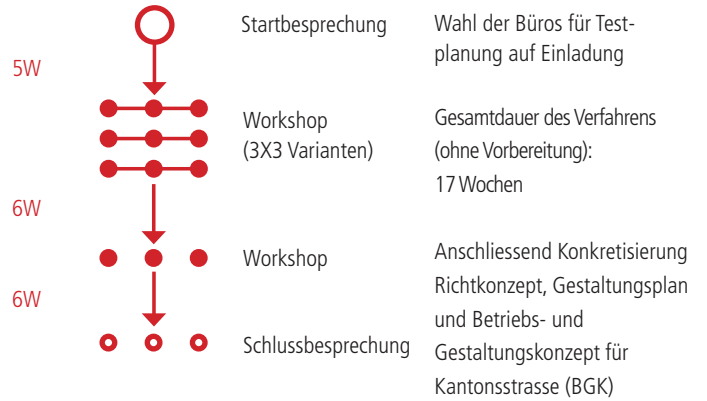 Startbesprechung
Wahl der Büros für Test-
planung auf Einladung
5W
Workshop
(3X3 Varianten)
Gesamtdauer des Verfahrens
(ohne Vorbereitung):
17 Wochen
6W
Workshop
Anschliessend Konkretisierung
Richtkonzept, Gestaltungsplan
und Betriebs- und
Gestaltungskonzept für
Kantonsstrasse (BGK)
6W
Schlussbesprechung